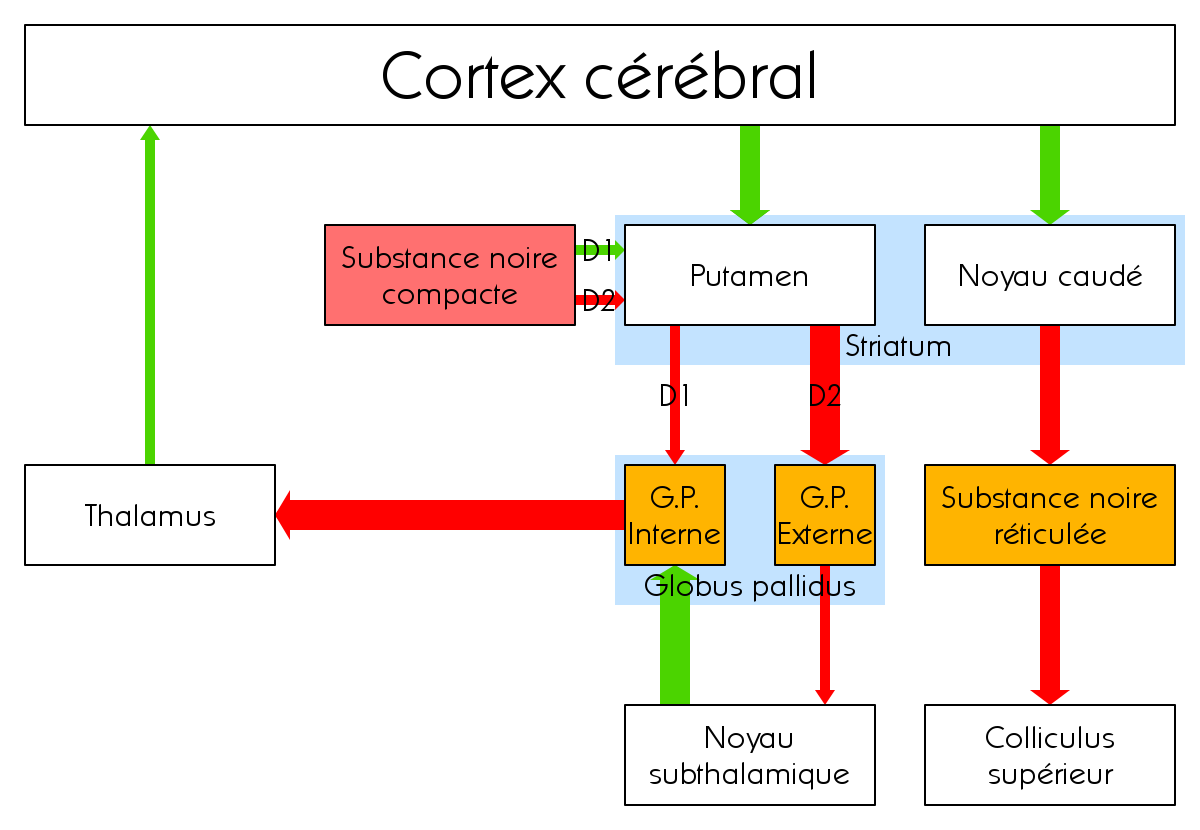 Cortex cérébral
Substance noire
compacte
D1
D2
Putamen
Noyau caudé
Striatum
D1
D2
Thalamus
G.P.
Interne
G.P.
Externe
Substance noire
réticulée
Globus pallidus
Noyau
subthalamique
Colliculus
supérieur